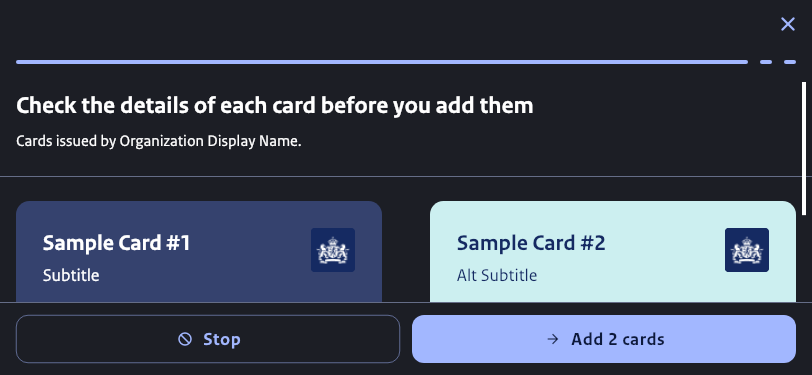 Check the details of each card before you add them
Cards issued by Organization Display Name.
Sample Card #1
Subtitle
Sample Card #2
Alt Subtitle
Stop
Add 2 cards